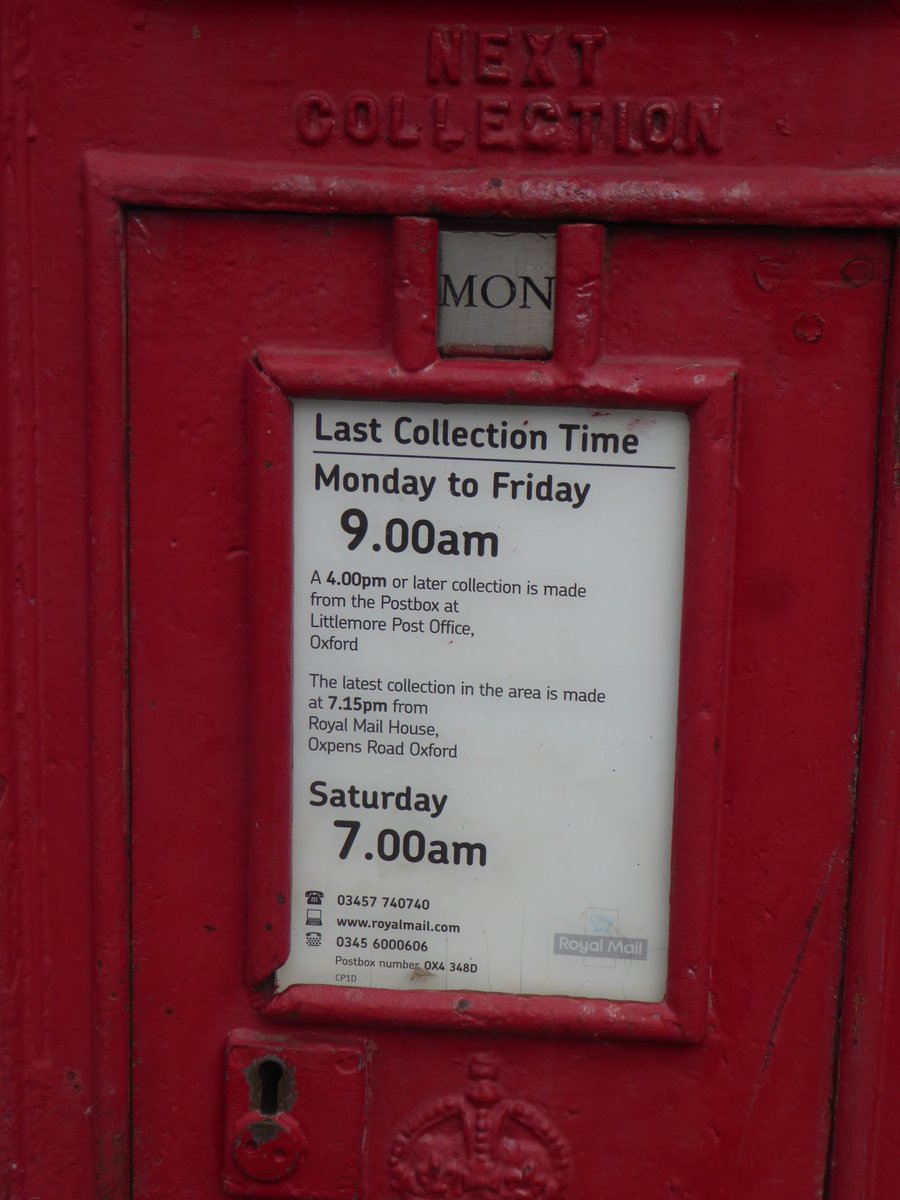 NEXT
COLLECTION
MON
Last Collection Time
Monday to Friday
9.00am
A 4.00pm or later collection is made
from the Postbox at
Littlemore Post Office,
Oxford
The latest collection in the area is made
at 7.15pm from
Royal Mail House,
Oxpens Road Oxford
Saturday
7.00am
03457 740740
www.royalmail.com
0345 6000606
Postbox number OX4 348D
CP1D
Royal Mail